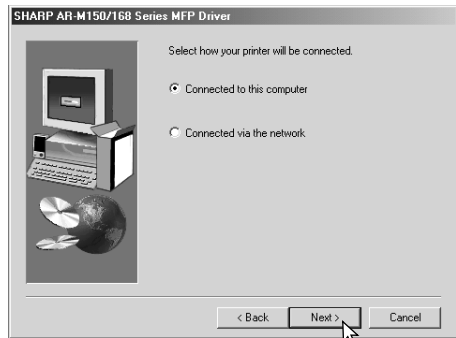 SHARP AR-M150/168 Series MFP Driver
Select how your printer will be connected.
Connected to this computer
Connected via the network
< Back Next > Cancel